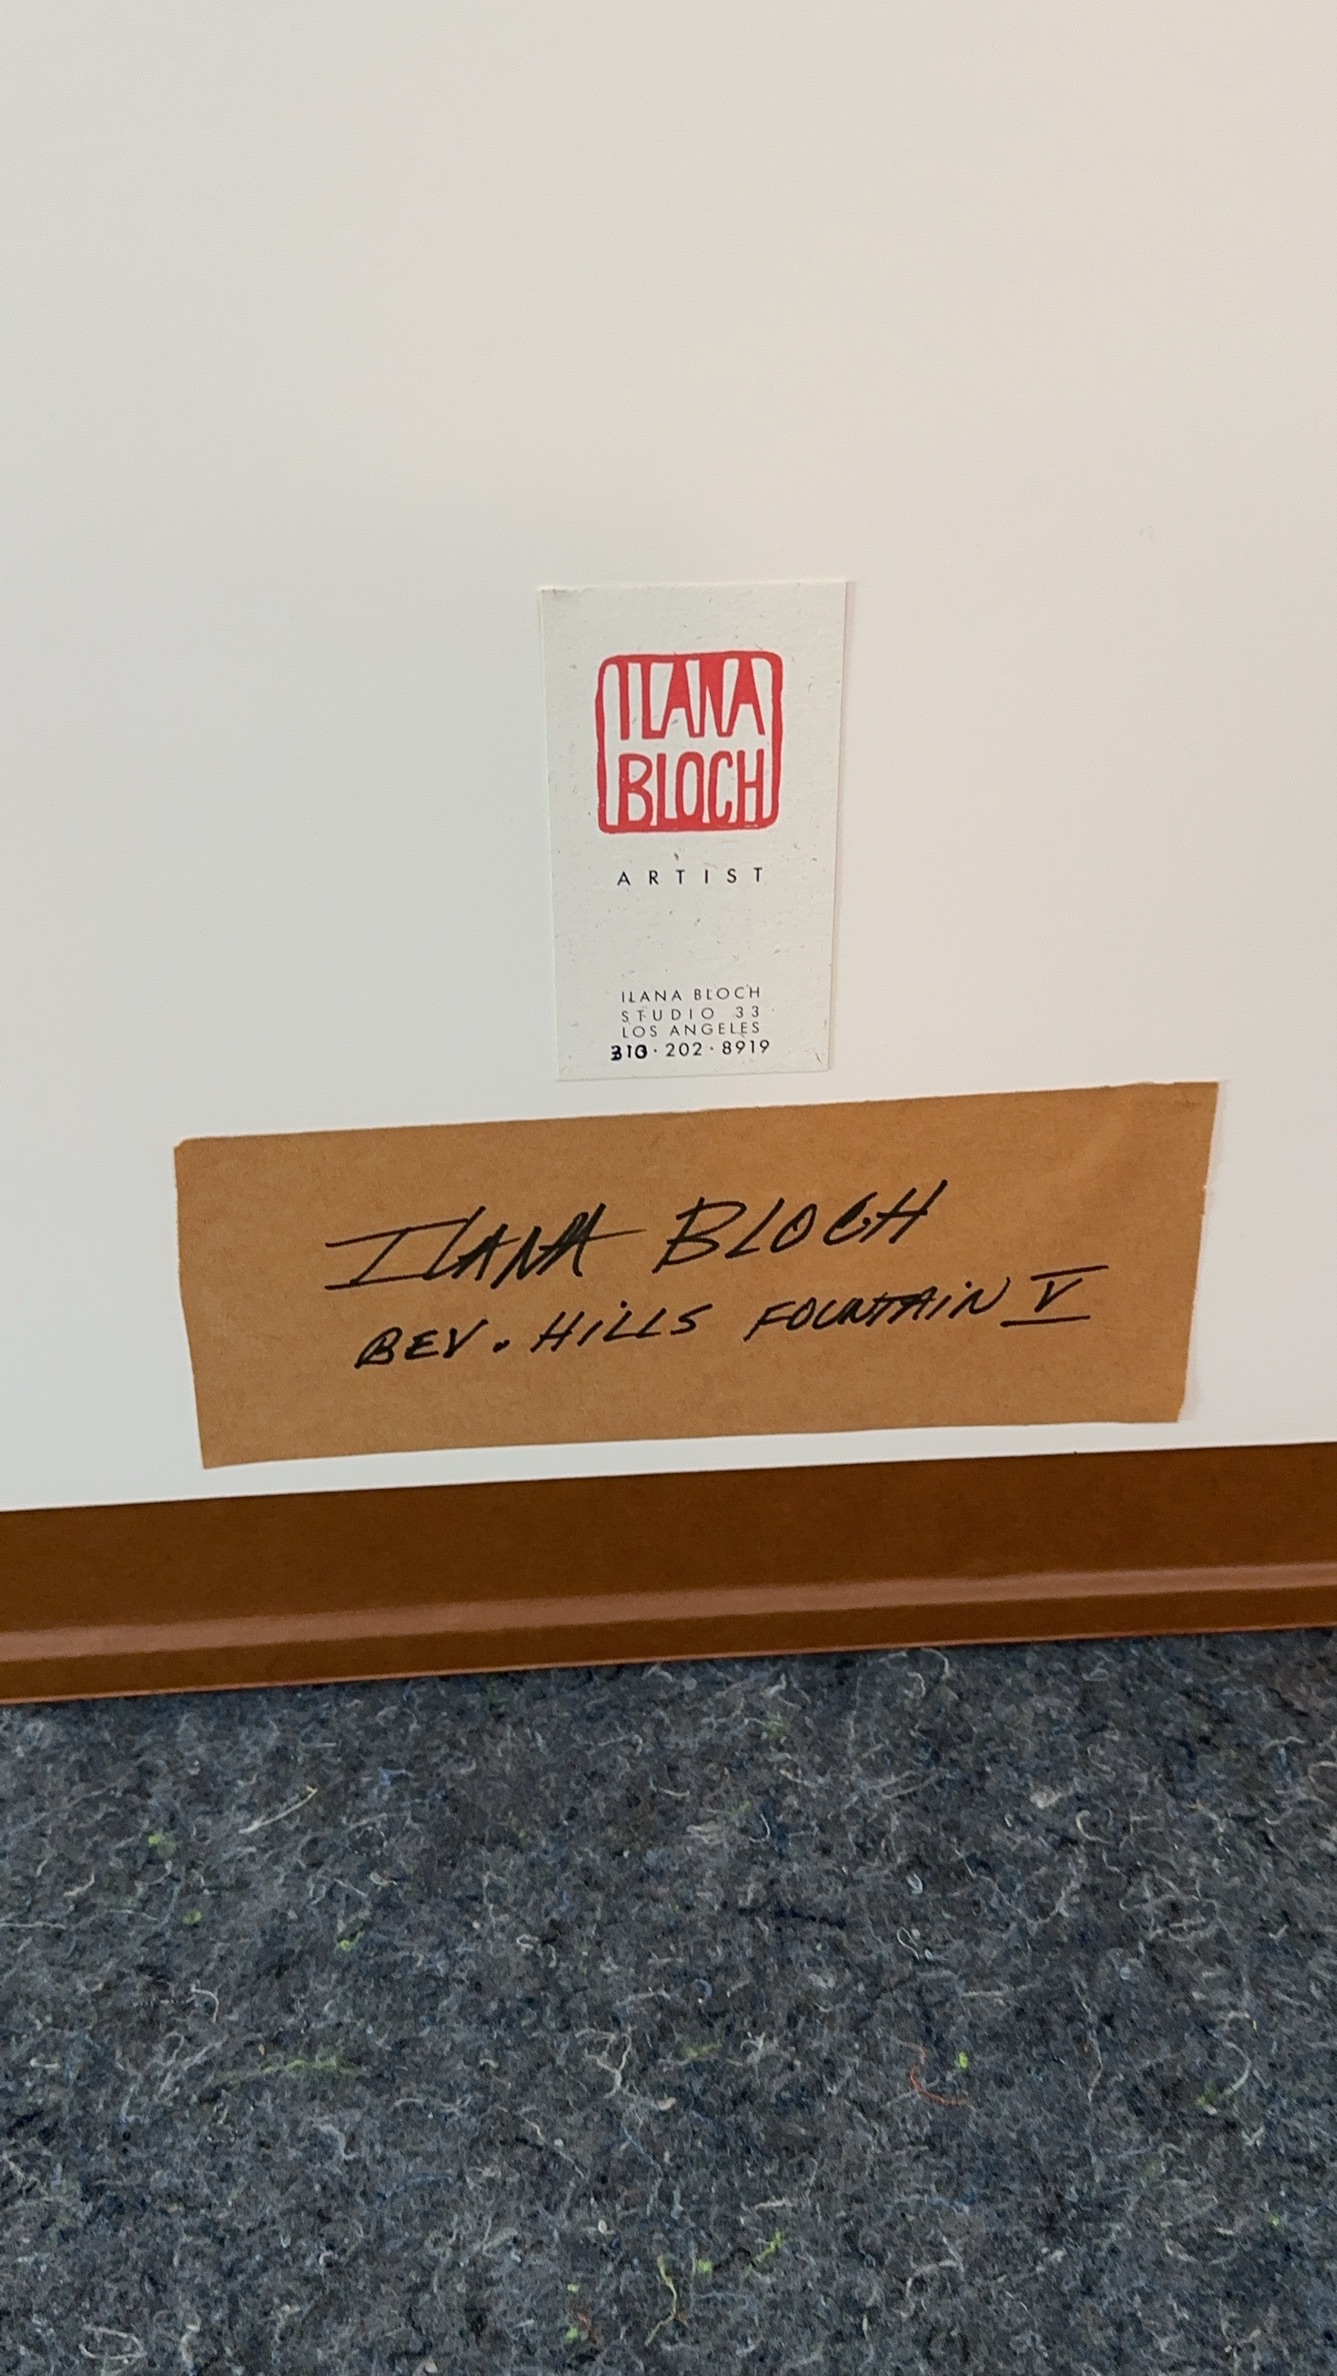 ILANA
BLOCH
ARTIST
ILANA BLOCH
STUDIO 33
LOS ANGELES
310·202·8919
ILANA BLOCH
BEV. HiLLS FOUNTAiN V